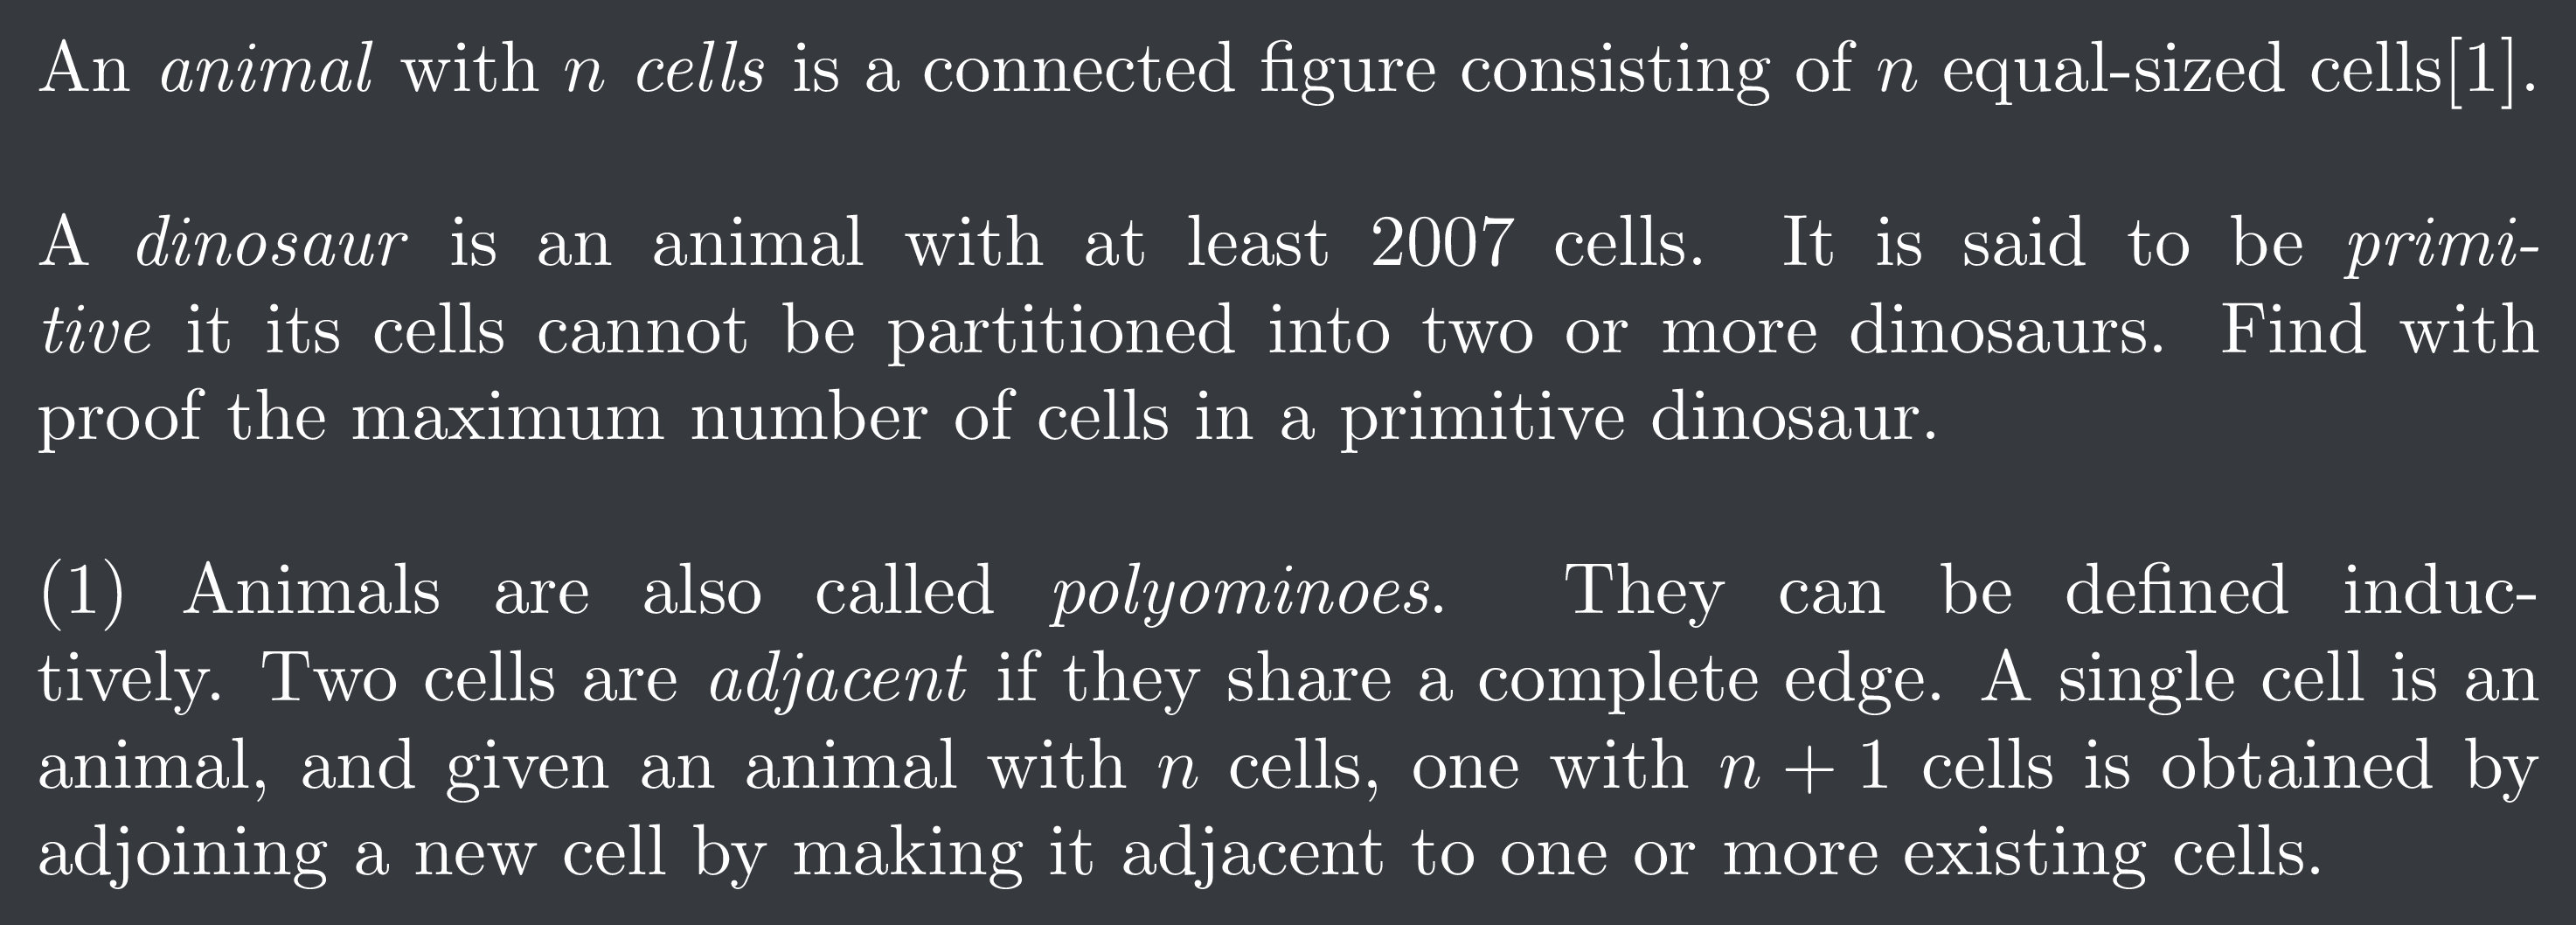 An animal with n cells is a connected figure consisting of n equal-sized cells[1].
A dinosaur is an animal with at least 2007 cells. It is said to be primi-
tive it its cells cannot be partitioned into two or more dinosaurs. Find with
proof the maximum number of cells in a primitive dinosaur.
(1) Animals are also called polyominoes. They can be defined induc-
tively. Two cells are adjacent if they share a complete edge. A single cell is an
animal, and given an animal with n cells, one with n + 1 cells is obtained by
adjoining a new cell by making it adjacent to one or more existing cells.